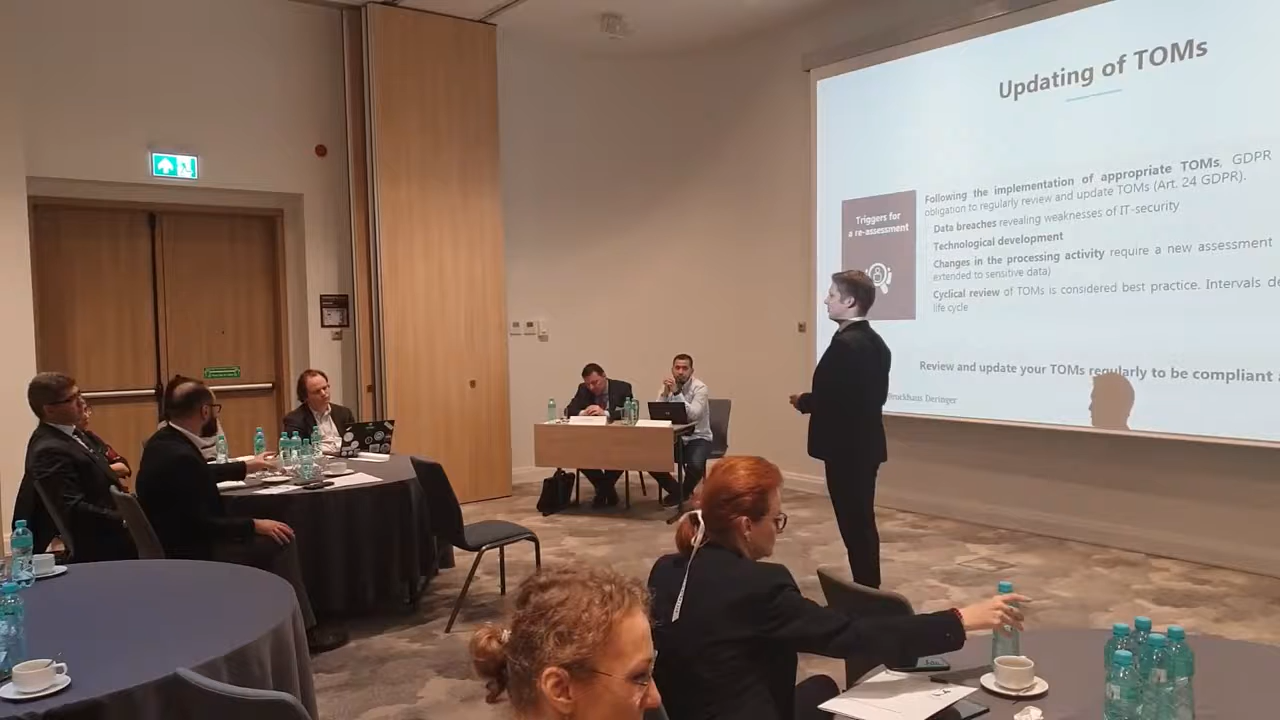 Updating of TOMs
Triggers for
a re-assessment
Following the implementation of appropriate TOMs, GDPR
obligation to regularly review and update TOMs (Art. 24 GDPR).
Data breaches revealing weaknesses of IT-security
Technological development
Changes in the processing activity require a new assessment
extended to sensitive data)
Cyclical review of TOMs is considered best practice. Intervals de
life cycle
Review and update your TOMs regularly to be compliant a
Bruckhaus Deringer